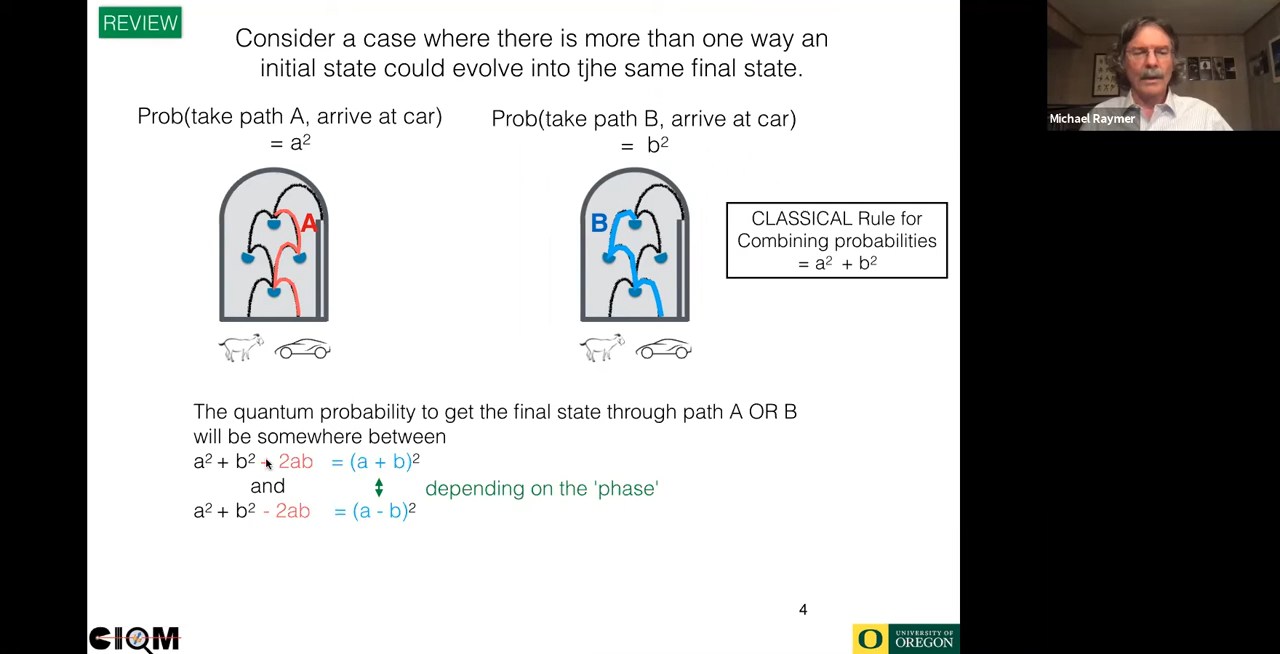 REVIEW
Consider a case where there is more than one way an
initial state could evolve into tjhe same final state.
Prob(take path A, arrive at car)
= a²
Prob(take path B, arrive at car)
= b²
A
B
CLASSICAL Rule for
Combining probabilities
= a² + b²
The quantum probability to get the final state through path A OR B
will be somewhere between
a² + b² + 2ab = (a + b)²
and
depending on the 'phase'
a² + b² - 2ab = (a - b)²
4
CIQM
O
UNIVERSITY OF
OREGON
Michael Raymer